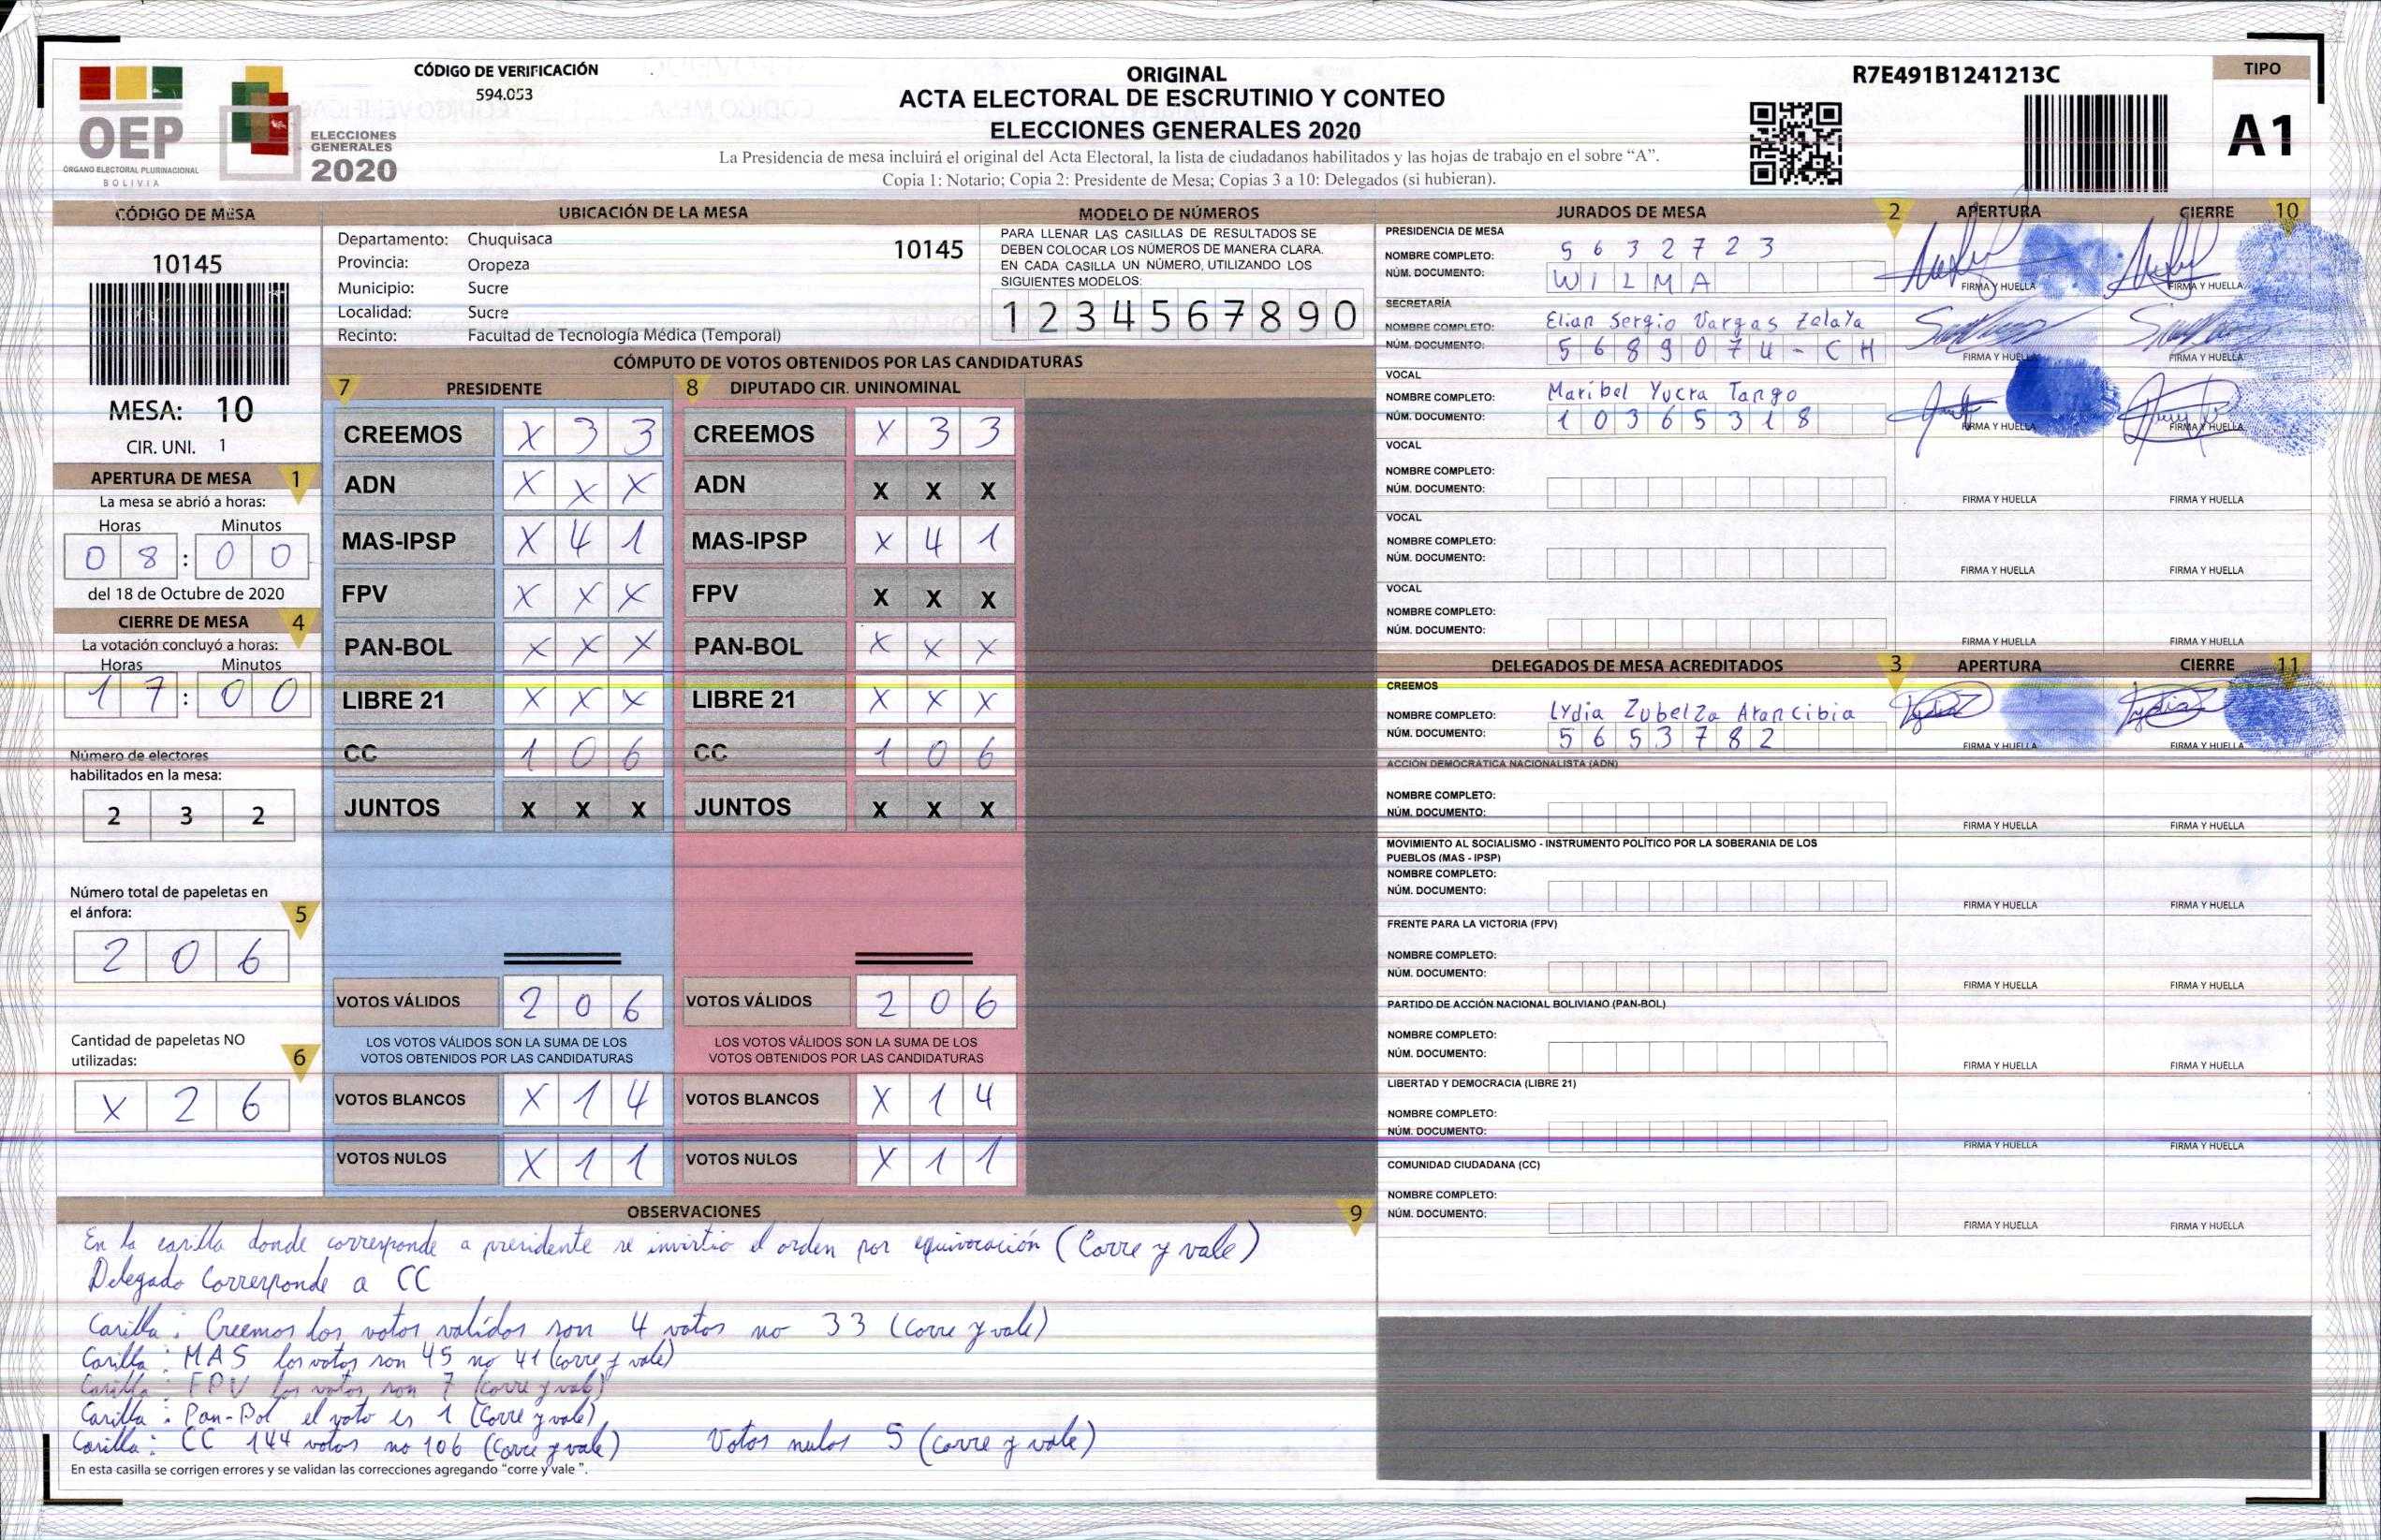 CÓDIGO DE VERIFICACIÓN
594.053
ORIGINAL
ACTA ELECTORAL DE ESCRUTINIO Y CONTEO
ELECCIONES GENERALES 2020
La Presidencia de mesa incluirá el original del Acta Electoral, la lista de ciudadanos habilitados y las hojas de trabajo en el sobre “A”.
Copia 1: Notario; Copia 2: Presidente de Mesa; Copias 3 a 10: Delegados (si hubieran).
R7E491B1241213C
TIPO
A1
OEP
ÓRGANO ELECTORAL PLURINACIONAL
BOLIVIA
ELECCIONES
GENERALES
2020
CÓDIGO DE MESA
10145
MESA: 10
CIR. UNI. 1
APERTURA DE MESA 1
La mesa se abrió a horas:
Horas Minutos
0 8 : 0 0
del 18 de Octubre de 2020
CIERRE DE MESA 4
La votación concluyó a horas:
Horas Minutos
1 7 : 0 0
Número de electores
habilitados en la mesa:
2 3 2
Número total de papeletas en
el ánfora: 5
2 0 6
Cantidad de papeletas NO
utilizadas: 6
X 2 6
UBICACIÓN DE LA MESA
Departamento: Chuquisaca 10145
Provincia: Oropeza
Municipio: Sucre
Localidad: Sucre
Recinto: Facultad de Tecnología Médica (Temporal)
MODELO DE NÚMEROS
PARA LLENAR LAS CASILLAS DE RESULTADOS SE
DEBEN COLOCAR LOS NÚMEROS DE MANERA CLARA.
EN CADA CASILLA UN NÚMERO, UTILIZANDO LOS
SIGUIENTES MODELOS:
1 2 3 4 5 6 7 8 9 0
CÓMPUTO DE VOTOS OBTENIDOS POR LAS CANDIDATURAS
7 PRESIDENTE 8 DIPUTADO CIR. UNINOMINAL
CREEMOS X 3 3 CREEMOS X 3 3
ADN X X X ADN X X X
MAS-IPSP X 4 1 MAS-IPSP X 4 1
FPV X X X FPV X X X
PAN-BOL X X X PAN-BOL X X X
LIBRE 21 X X X LIBRE 21 X X X
CC 1 0 6 CC 1 0 6
JUNTOS X X X JUNTOS X X X
VOTOS VÁLIDOS 2 0 6 VOTOS VÁLIDOS 2 0 6
LOS VOTOS VÁLIDOS SON LA SUMA DE LOS LOS VOTOS VÁLIDOS SON LA SUMA DE LOS
VOTOS OBTENIDOS POR LAS CANDIDATURAS VOTOS OBTENIDOS POR LAS CANDIDATURAS
VOTOS BLANCOS X 1 4 VOTOS BLANCOS X 1 4
VOTOS NULOS X 1 1 VOTOS NULOS X 1 1
JURADOS DE MESA 2 APERTURA CIERRE 10
PRESIDENCIA DE MESA
NOMBRE COMPLETO: 5 6 3 2 7 2 3
NÚM. DOCUMENTO: W I L M A
FIRMA Y HUELLA FIRMA Y HUELLA
SECRETARÍA
NOMBRE COMPLETO: Elian Sergio Vargas Zelaya
NÚM. DOCUMENTO: 5 6 8 9 0 7 4 - C H
FIRMA Y HUELLA FIRMA Y HUELLA
VOCAL
NOMBRE COMPLETO: Maribel Yucra Tango
NÚM. DOCUMENTO: 1 0 3 6 5 3 1 8
FIRMA Y HUELLA FIRMA Y HUELLA
VOCAL
NOMBRE COMPLETO:
NÚM. DOCUMENTO:
FIRMA Y HUELLA FIRMA Y HUELLA
VOCAL
NOMBRE COMPLETO:
NÚM. DOCUMENTO:
FIRMA Y HUELLA FIRMA Y HUELLA
VOCAL
NOMBRE COMPLETO:
NÚM. DOCUMENTO:
FIRMA Y HUELLA FIRMA Y HUELLA
DELEGADOS DE MESA ACREDITADOS 3 APERTURA CIERRE 11
CREEMOS
NOMBRE COMPLETO: Lydia Zubelza Arancibia
NÚM. DOCUMENTO: 5 6 5 3 7 8 2
FIRMA Y HUELLA FIRMA Y HUELLA
ACCIÓN DEMOCRÁTICA NACIONALISTA (ADN)
NOMBRE COMPLETO:
NÚM. DOCUMENTO:
FIRMA Y HUELLA FIRMA Y HUELLA
MOVIMIENTO AL SOCIALISMO - INSTRUMENTO POLÍTICO POR LA SOBERANIA DE LOS
PUEBLOS (MAS - IPSP)
NOMBRE COMPLETO:
NÚM. DOCUMENTO:
FIRMA Y HUELLA FIRMA Y HUELLA
FRENTE PARA LA VICTORIA (FPV)
NOMBRE COMPLETO:
NÚM. DOCUMENTO:
FIRMA Y HUELLA FIRMA Y HUELLA
PARTIDO DE ACCIÓN NACIONAL BOLIVIANO (PAN-BOL)
NOMBRE COMPLETO:
NÚM. DOCUMENTO:
FIRMA Y HUELLA FIRMA Y HUELLA
LIBERTAD Y DEMOCRACIA (LIBRE 21)
NOMBRE COMPLETO:
NÚM. DOCUMENTO:
FIRMA Y HUELLA FIRMA Y HUELLA
COMUNIDAD CIUDADANA (CC)
NOMBRE COMPLETO:
NÚM. DOCUMENTO:
FIRMA Y HUELLA FIRMA Y HUELLA
OBSERVACIONES 9
En la casilla donde corresponde a presidente se invirtio el orden por equivocación (Corre y vale)
Delegado Corresponde a CC
Casilla : Creemos los votos validos son 4 votos no 33 (Corre y vale)
Casilla : MAS los votos son 45 no 41 (corre y vale)
Casilla : FPV los votos son 7 (corre y vale)
Casilla : Pan-Bol el voto es 1 (Corre y vale)
Casilla : CC 144 votos no 106 (Corre y vale) Votos nulos 5 (corre y vale)
En esta casilla se corrigen errores y se validan las correcciones agregando “corre y vale ”.